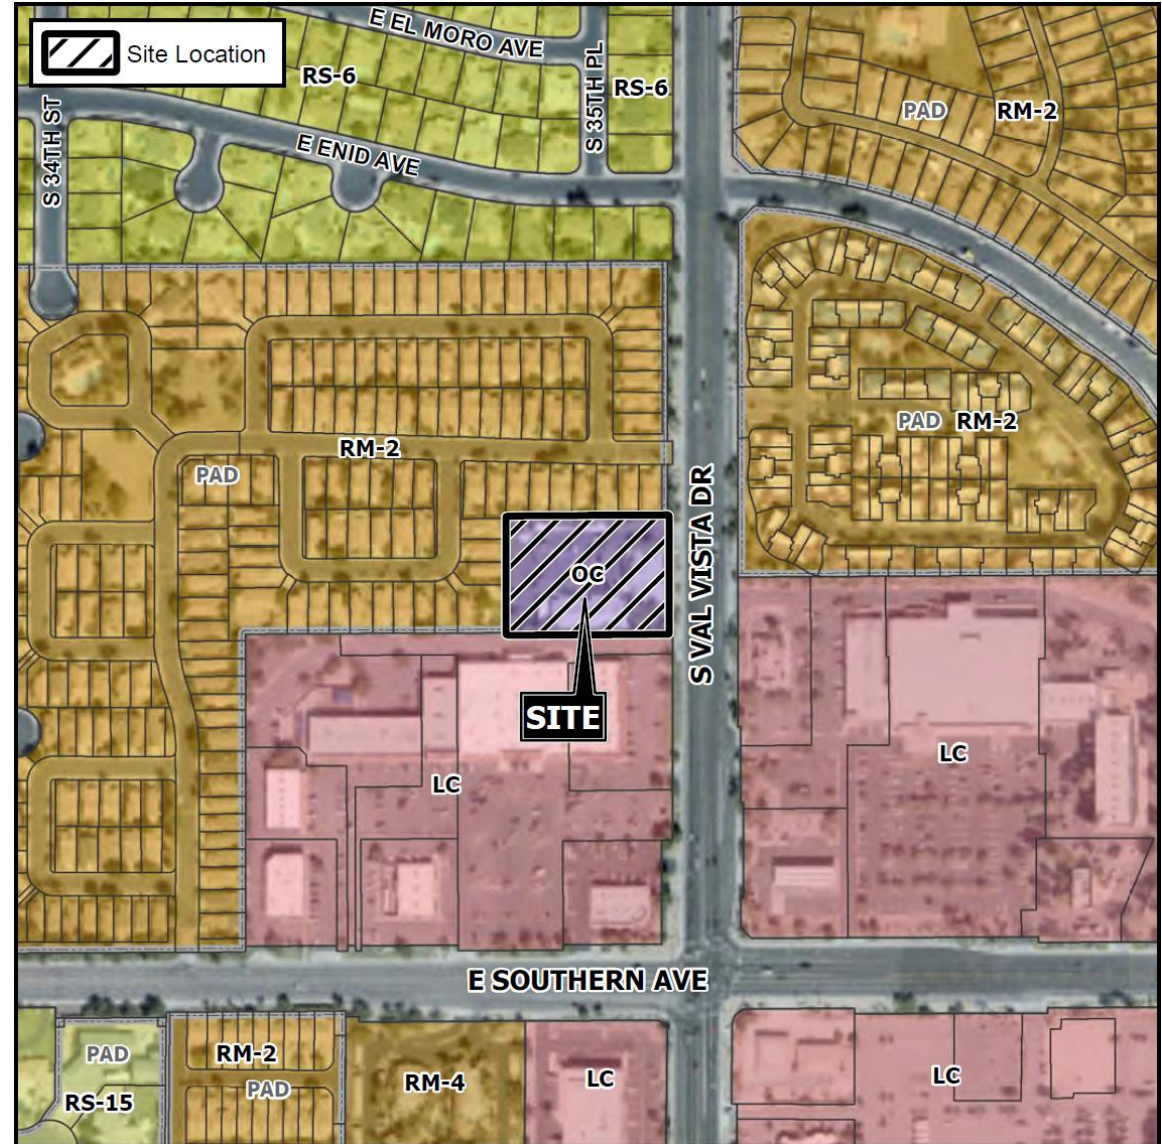 E EL MORO AVE
Site Location
RS-6
S 35TH PL
RS-6
S 34TH ST
PAD
RM-2
E ENID AVE
PAD
RM-2
RM-2
PAD
S VAL VISTA DR
OC
SITE
LC
LC
E SOUTHERN AVE
PAD
RM-2
PAD
RM-4
LC
LC
RS-15